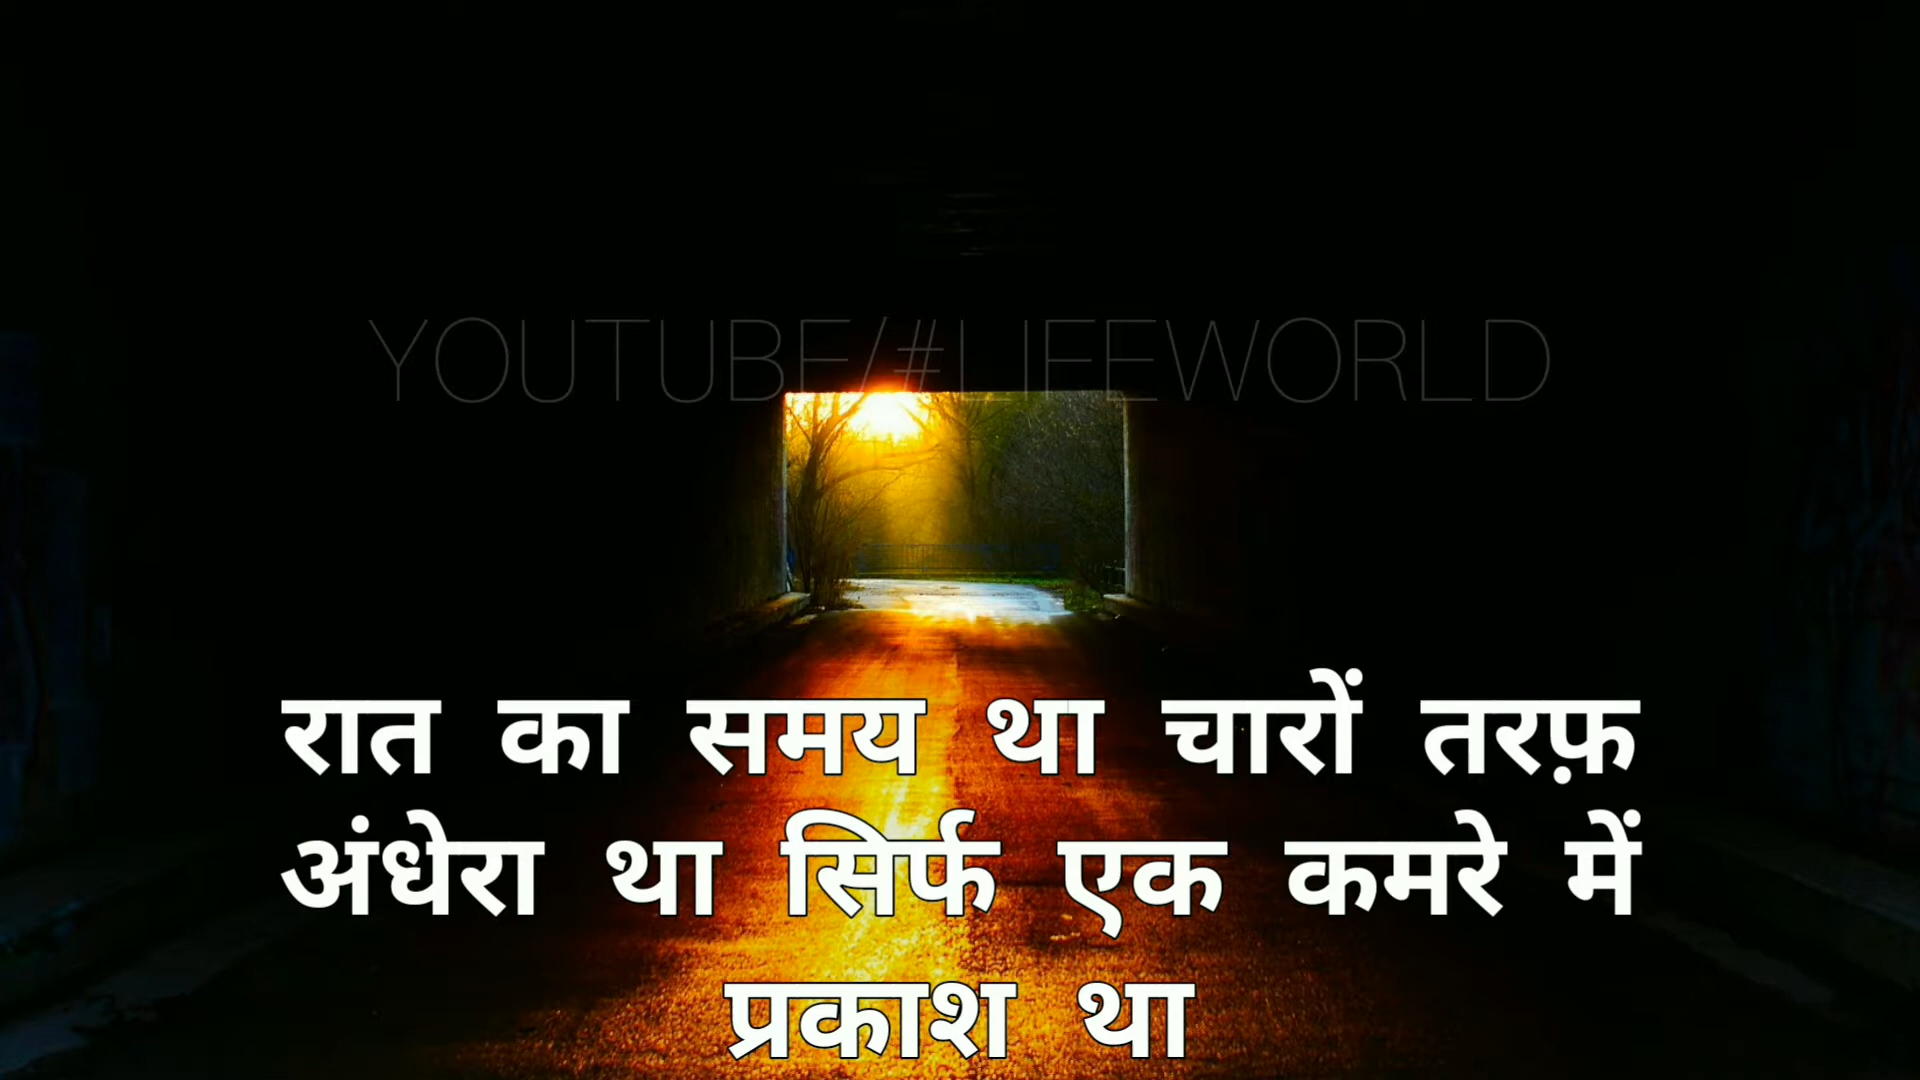 YOUTUBE/#LIFEWORLD
रात का समय था चारों तरफ़
अंधेरा था सिर्फ एक कमरे में
प्रकाश था